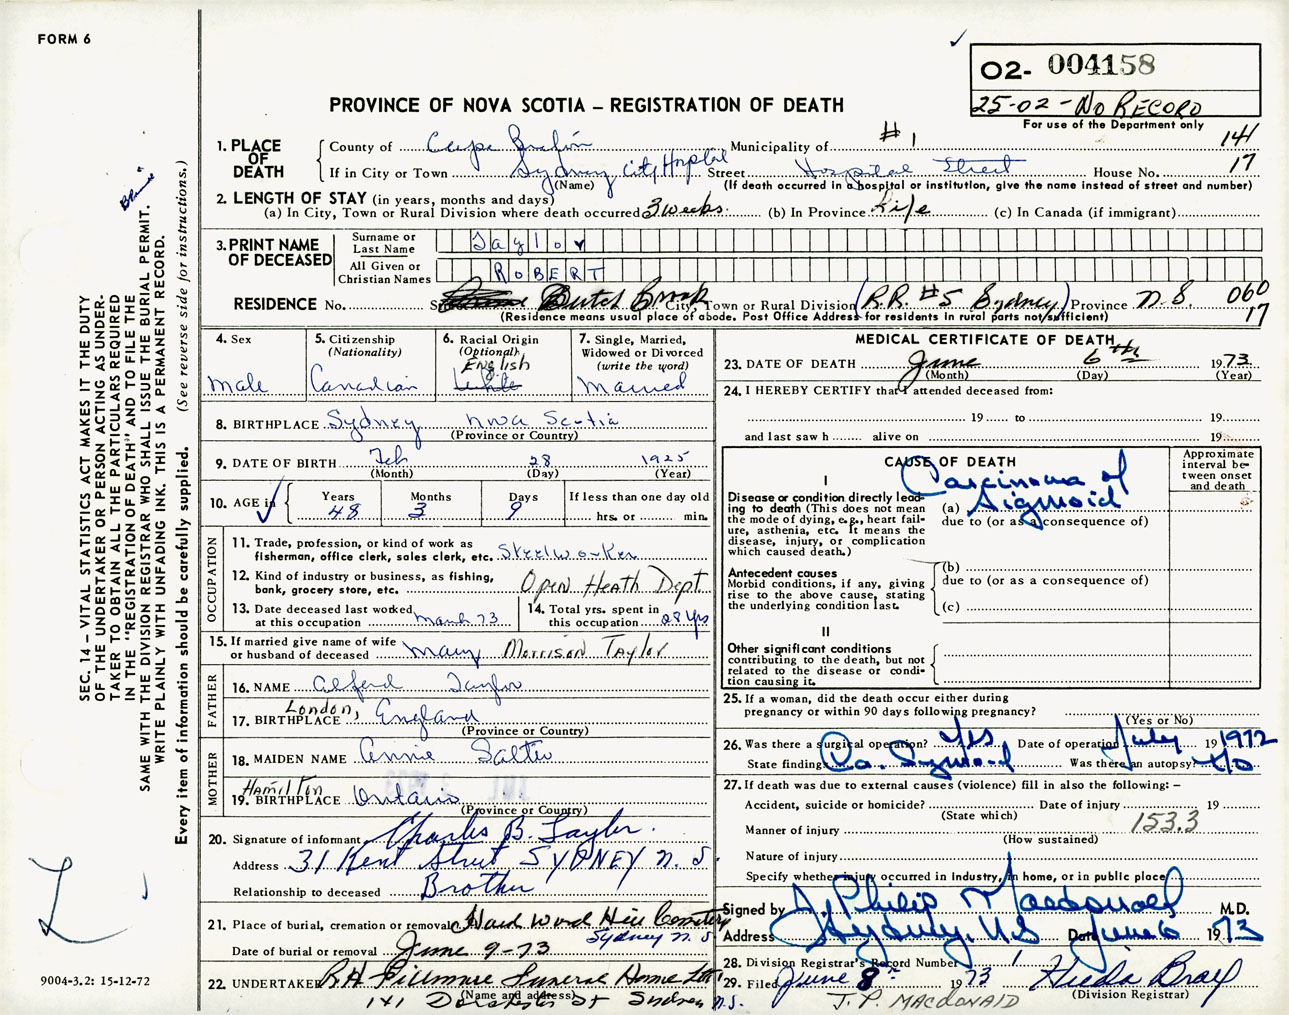 FORM 6
02- 004158
25-02 - NO RECORD
For use of the Department only
PROVINCE OF NOVA SCOTIA – REGISTRATION OF DEATH
1. PLACE OF DEATH
County of Cape Breton Municipality of #1 141
If in City or Town Sydney City Hospital Street Hospital Street House No. 17
(Name) (If death occurred in a hospital or institution, give the name instead of street and number)
2. LENGTH OF STAY (in years, months and days)
(a) In City, Town or Rural Division where death occurred 3 weeks (b) In Province Life (c) In Canada (if immigrant)
3. PRINT NAME OF DECEASED
Surname or Last Name Taylor
All Given or Christian Names ROBERT
RESIDENCE No. Dutch Brook City, Town or Rural Division (R.R. #5 Sydney) Province N.S. 060
(Residence means usual place of abode. Post Office Address for residents in rural parts not sufficient) 17
4. Sex
male
5. Citizenship
(Nationality)
Canadian
6. Racial Origin
(Optional)
English
White
7. Single, Married,
Widowed or Divorced
(write the word)
Married
8. BIRTHPLACE Sydney Nova Scotia
(Province or Country)
9. DATE OF BIRTH Feb 28 1925
(Month) (Day) (Year)
10. AGE in Years 48 Months 3 Days 9 If less than one day old
hrs. or min.
OCCUPATION
11. Trade, profession, or kind of work as
fisherman, office clerk, sales clerk, etc. Steelworker
12. Kind of industry or business, as fishing,
bank, grocery store, etc. Open Heath Dept
13. Date deceased last worked
at this occupation March 73
14. Total yrs. spent in
this occupation 28 yrs
15. If married give name of wife
or husband of deceased Mary Morrison Taylor
FATHER
16. NAME Alfred Taylor
17. BIRTHPLACE London, England
(Province or Country)
MOTHER
18. MAIDEN NAME Annie Salter
19. BIRTHPLACE Hamilton Ontario
(Province or Country)
20. Signature of informant Charles B. Taylor.
Address 31 Kent Street SYDNEY N.S.
Relationship to deceased Brother
21. Place of burial, cremation or removal Hard Wood Hill Cemetery
Sydney N.S
Date of burial or removal June 9-73
22. UNDERTAKER R H Fillmore Funeral Home Ltd
(Name and address)
141 Dorchester St Sydney N.S.
MEDICAL CERTIFICATE OF DEATH
23. DATE OF DEATH June 6th 1973
(Month) (Day) (Year)
24. I HEREBY CERTIFY that I attended deceased from:
19 to 19
and last saw h alive on 19
CAUSE OF DEATH
Approximate interval between onset and death
I
Disease or condition directly leading to death (This does not mean the mode of dying, e.g., heart failure, asthenia, etc. It means the disease, injury, or complication which caused death.)
(a) Carcinoma of Sigmoid
due to (or as a consequence of)
Antecedent causes
Morbid conditions, if any, giving rise to the above cause, stating the underlying condition last.
(b)
due to (or as a consequence of)
(c)
II
Other significant conditions
contributing to the death, but not related to the disease or condition causing it.
25. If a woman, did the death occur either during
pregnancy or within 90 days following pregnancy?
(Yes or No)
26. Was there a surgical operation? Yes Date of operation July 19 1972
State finding Ca. Sigmoid Was there an autopsy? No
27. If death was due to external causes (violence) fill in also the following: –
Accident, suicide or homicide? Date of injury 19
(State which)
Manner of injury 153.3
(How sustained)
Nature of injury
Specify whether injury occurred in Industry, in home, or in public place
Signed by J. Philip Macdonald M.D.
Address Sydney, N.S Date June 6 1973
28. Division Registrar's Record Number
29. Filed June 8th 1973 Hilda Bray
(Division Registrar)
J. P. MACDONALD
SEC. 14 – VITAL STATISTICS ACT MAKES IT THE DUTY
OF THE UNDERTAKER OR PERSON ACTING AS UNDERTAKER
TO OBTAIN ALL THE PARTICULARS REQUIRED
IN THE "REGISTRATION OF DEATH" AND TO FILE THE
SAME WITH THE DIVISION REGISTRAR WHO SHALL ISSUE THE BURIAL PERMIT.
WRITE PLAINLY WITH UNFADING INK. THIS IS A PERMANENT RECORD.
Every item of information should be carefully supplied. (See reverse side for instructions.)
9004-3.2: 15-12-72